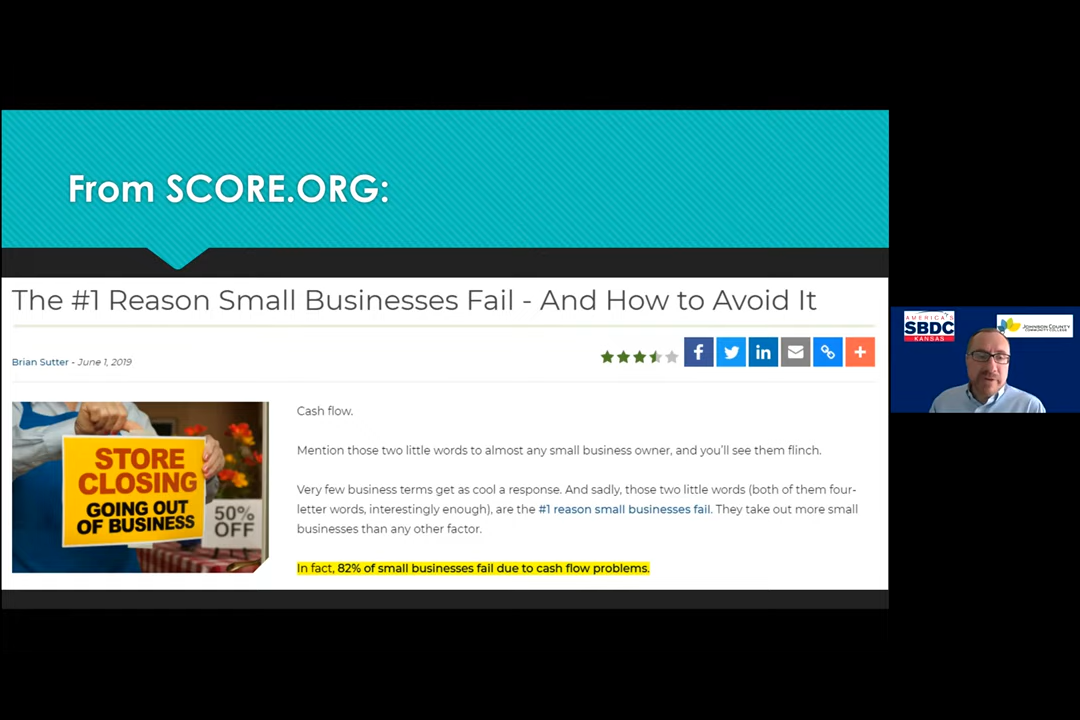 From SCORE.ORG:
The #1 Reason Small Businesses Fail - And How to Avoid It
Brian Sutter - June 1, 2019
STORE
CLOSING
GOING OUT
OF BUSINESS
50%
OFF
Cash flow.
Mention those two little words to almost any small business owner, and you'll see them flinch.
Very few business terms get as cool a response. And sadly, those two little words (both of them four-
letter words, interestingly enough), are the #1 reason small businesses fail. They take out more small
businesses than any other factor.
In fact, 82% of small businesses fail due to cash flow problems.
AMERICA'S
SBDC
KANSAS
JOHNSON COUNTY
COMMUNITY COLLEGE